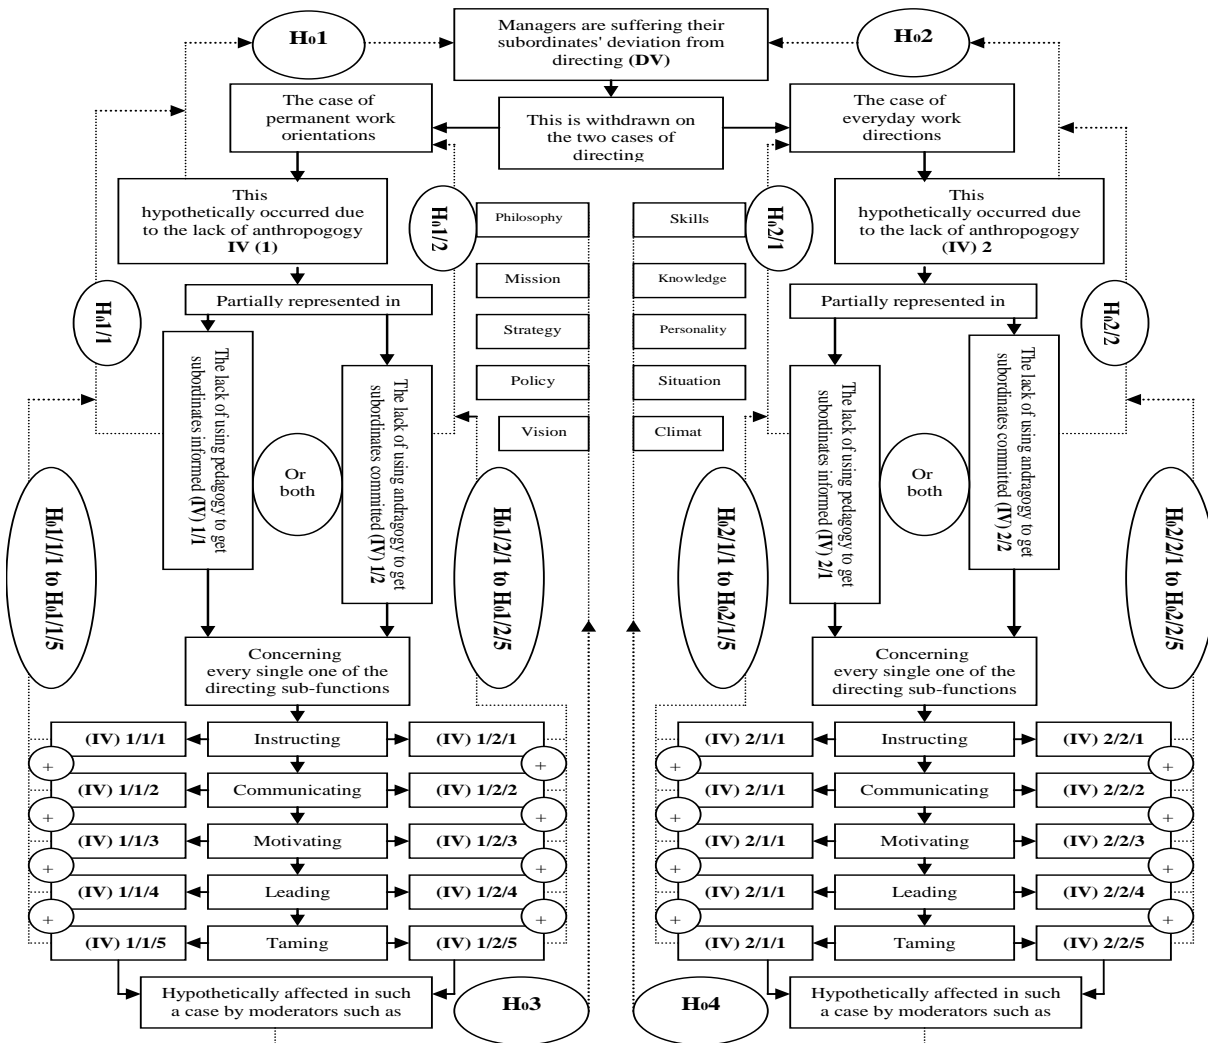 H₀1
Managers are suffering their
subordinates' deviation from
directing (DV)
H₀2
The case of
permanent work
orientations
This is withdrawn on
the two cases of
directing
The case of
everyday work
directions
This
hypothetically occurred due
to the lack of anthropogogy
IV (1)
H₀1/2
Philosophy
Skills
H₀2/1
This
hypothetically occurred due
to the lack of anthropogogy
(IV) 2
H₀1/1
Partially represented in
Mission
Knowledge
Partially represented in
H₀2/2
Strategy
Personality
Policy
Situation
Vision
Climat
The lack of using pedagogy to get
subordinates informed (IV) 1/1
Or
both
The lack of using andragogy to get
subordinates committed (IV) 1/2
The lack of using pedagogy to get
subordinates informed (IV) 2/1
Or
both
The lack of using andragogy to get
subordinates committed (IV) 2/2
H₀1/1/1 to H₀1/1/5
H₀1/2/1 to H₀1/2/5
H₀2/1/1 to H₀2/1/5
H₀2/2/1 to H₀2/2/5
Concerning
every single one of the
directing sub-functions
Concerning
every single one of the
directing sub-functions
(IV) 1/1/1
Instructing
(IV) 1/2/1
(IV) 2/1/1
Instructing
(IV) 2/2/1
+
+
+
+
(IV) 1/1/2
Communicating
(IV) 1/2/2
(IV) 2/1/1
Communicating
(IV) 2/2/2
+
+
+
+
(IV) 1/1/3
Motivating
(IV) 1/2/3
(IV) 2/1/1
Motivating
(IV) 2/2/3
+
+
+
+
(IV) 1/1/4
Leading
(IV) 1/2/4
(IV) 2/1/1
Leading
(IV) 2/2/4
+
+
+
+
(IV) 1/1/5
Taming
(IV) 1/2/5
(IV) 2/1/1
Taming
(IV) 2/2/5
Hypothetically affected in such
a case by moderators such as
H₀3
H₀4
Hypothetically affected in such
a case by moderators such as